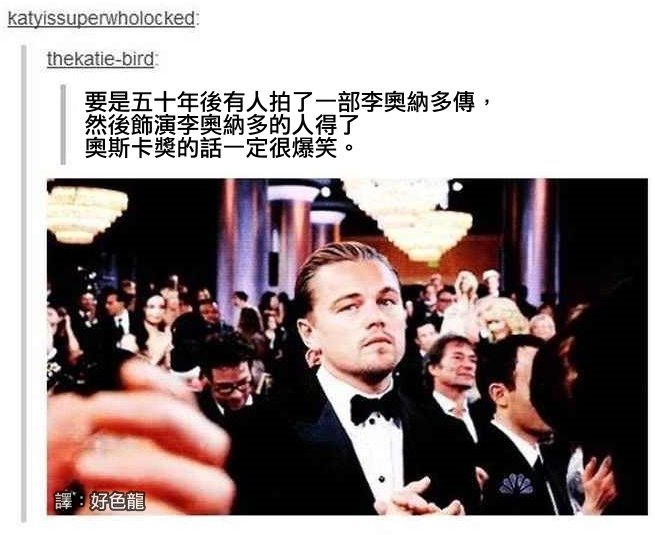 katyissuperwholocked:
thekatie-bird:
要是五十年後有人拍了一部李奧納多傳，
然後飾演李奧納多的人得了
奧斯卡獎的話一定很爆笑。
譯：好色龍